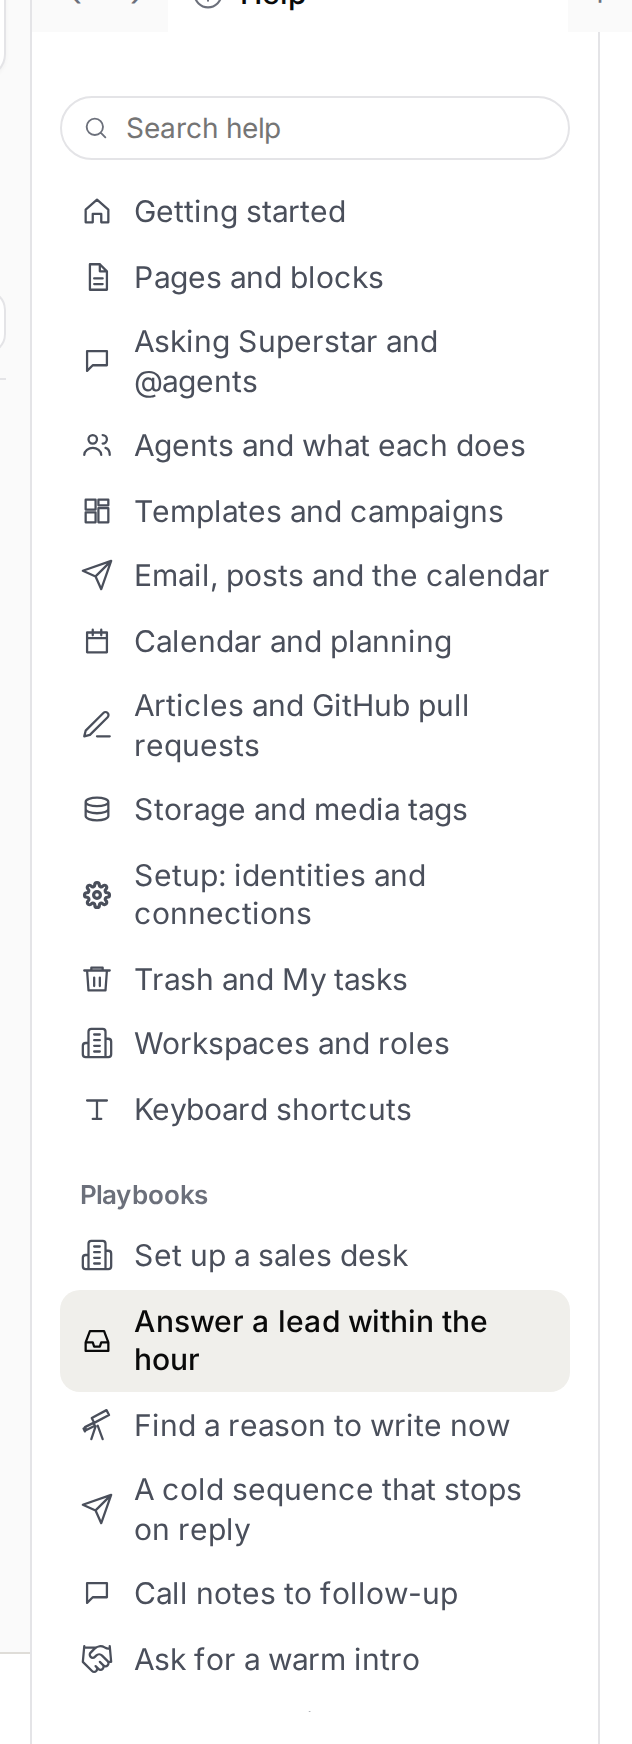 Help
Search help
Getting started
Pages and blocks
Asking Superstar and
@agents
Agents and what each does
Templates and campaigns
Email, posts and the calendar
Calendar and planning
Articles and GitHub pull
requests
Storage and media tags
Setup: identities and
connections
Trash and My tasks
Workspaces and roles
Keyboard shortcuts
Playbooks
Set up a sales desk
Answer a lead within the
hour
Find a reason to write now
A cold sequence that stops
on reply
Call notes to follow-up
Ask for a warm intro